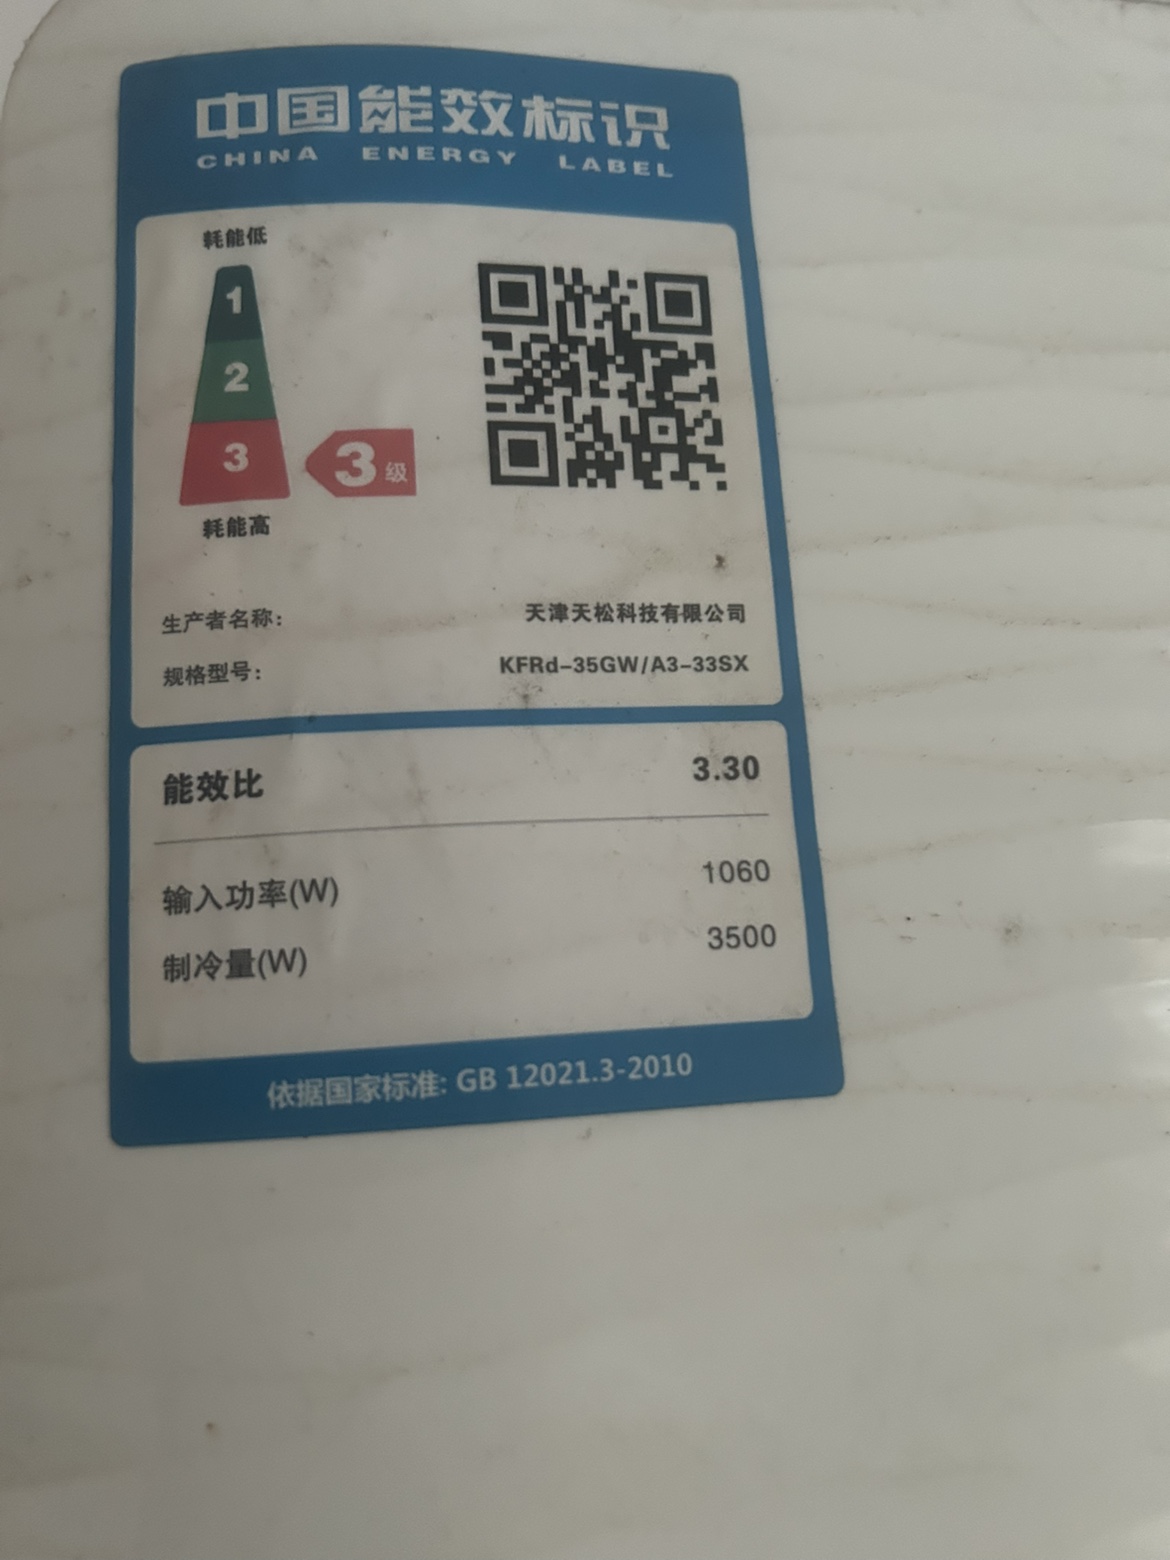 中国能效标识
CHINA ENERGY LABEL
耗能低
1
2
3
3级
耗能高
生产者名称: 天津天松科技有限公司
规格型号: KFRd-35GW/A3-33SX
能效比 3.30
输入功率(W) 1060
制冷量(W) 3500
依据国家标准: GB 12021.3-2010